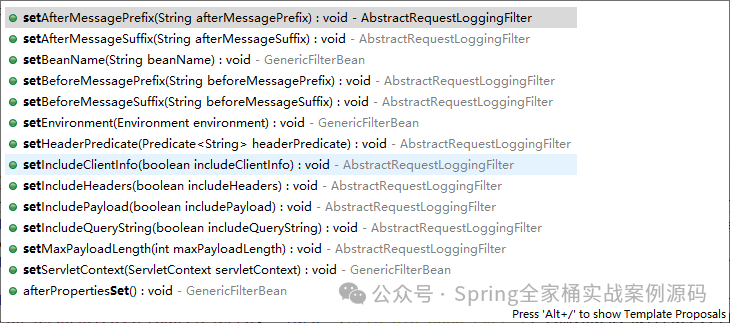 setAfterMessagePrefix(String afterMessagePrefix) : void - AbstractRequestLoggingFilter
setAfterMessageSuffix(String afterMessageSuffix) : void - AbstractRequestLoggingFilter
setBeanName(String beanName) : void - GenericFilterBean
setBeforeMessagePrefix(String beforeMessagePrefix) : void - AbstractRequestLoggingFilter
setBeforeMessageSuffix(String beforeMessageSuffix) : void - AbstractRequestLoggingFilter
setEnvironment(Environment environment) : void - GenericFilterBean
setHeaderPredicate(Predicate<String> headerPredicate) : void - AbstractRequestLoggingFilter
setIncludeClientInfo(boolean includeClientInfo) : void - AbstractRequestLoggingFilter
setIncludeHeaders(boolean includeHeaders) : void - AbstractRequestLoggingFilter
setIncludePayload(boolean includePayload) : void - AbstractRequestLoggingFilter
setIncludeQueryString(boolean includeQueryString) : void - AbstractRequestLoggingFilter
setMaxPayloadLength(int maxPayloadLength) : void - AbstractRequestLoggingFilter
setServletContext(ServletContext servletContext) : void - GenericFilterBean
afterPropertiesSet() : void - GenericFilterBean
公众号 · Spring全家桶实战案例源码
Press 'Alt+/' to show Template Proposals